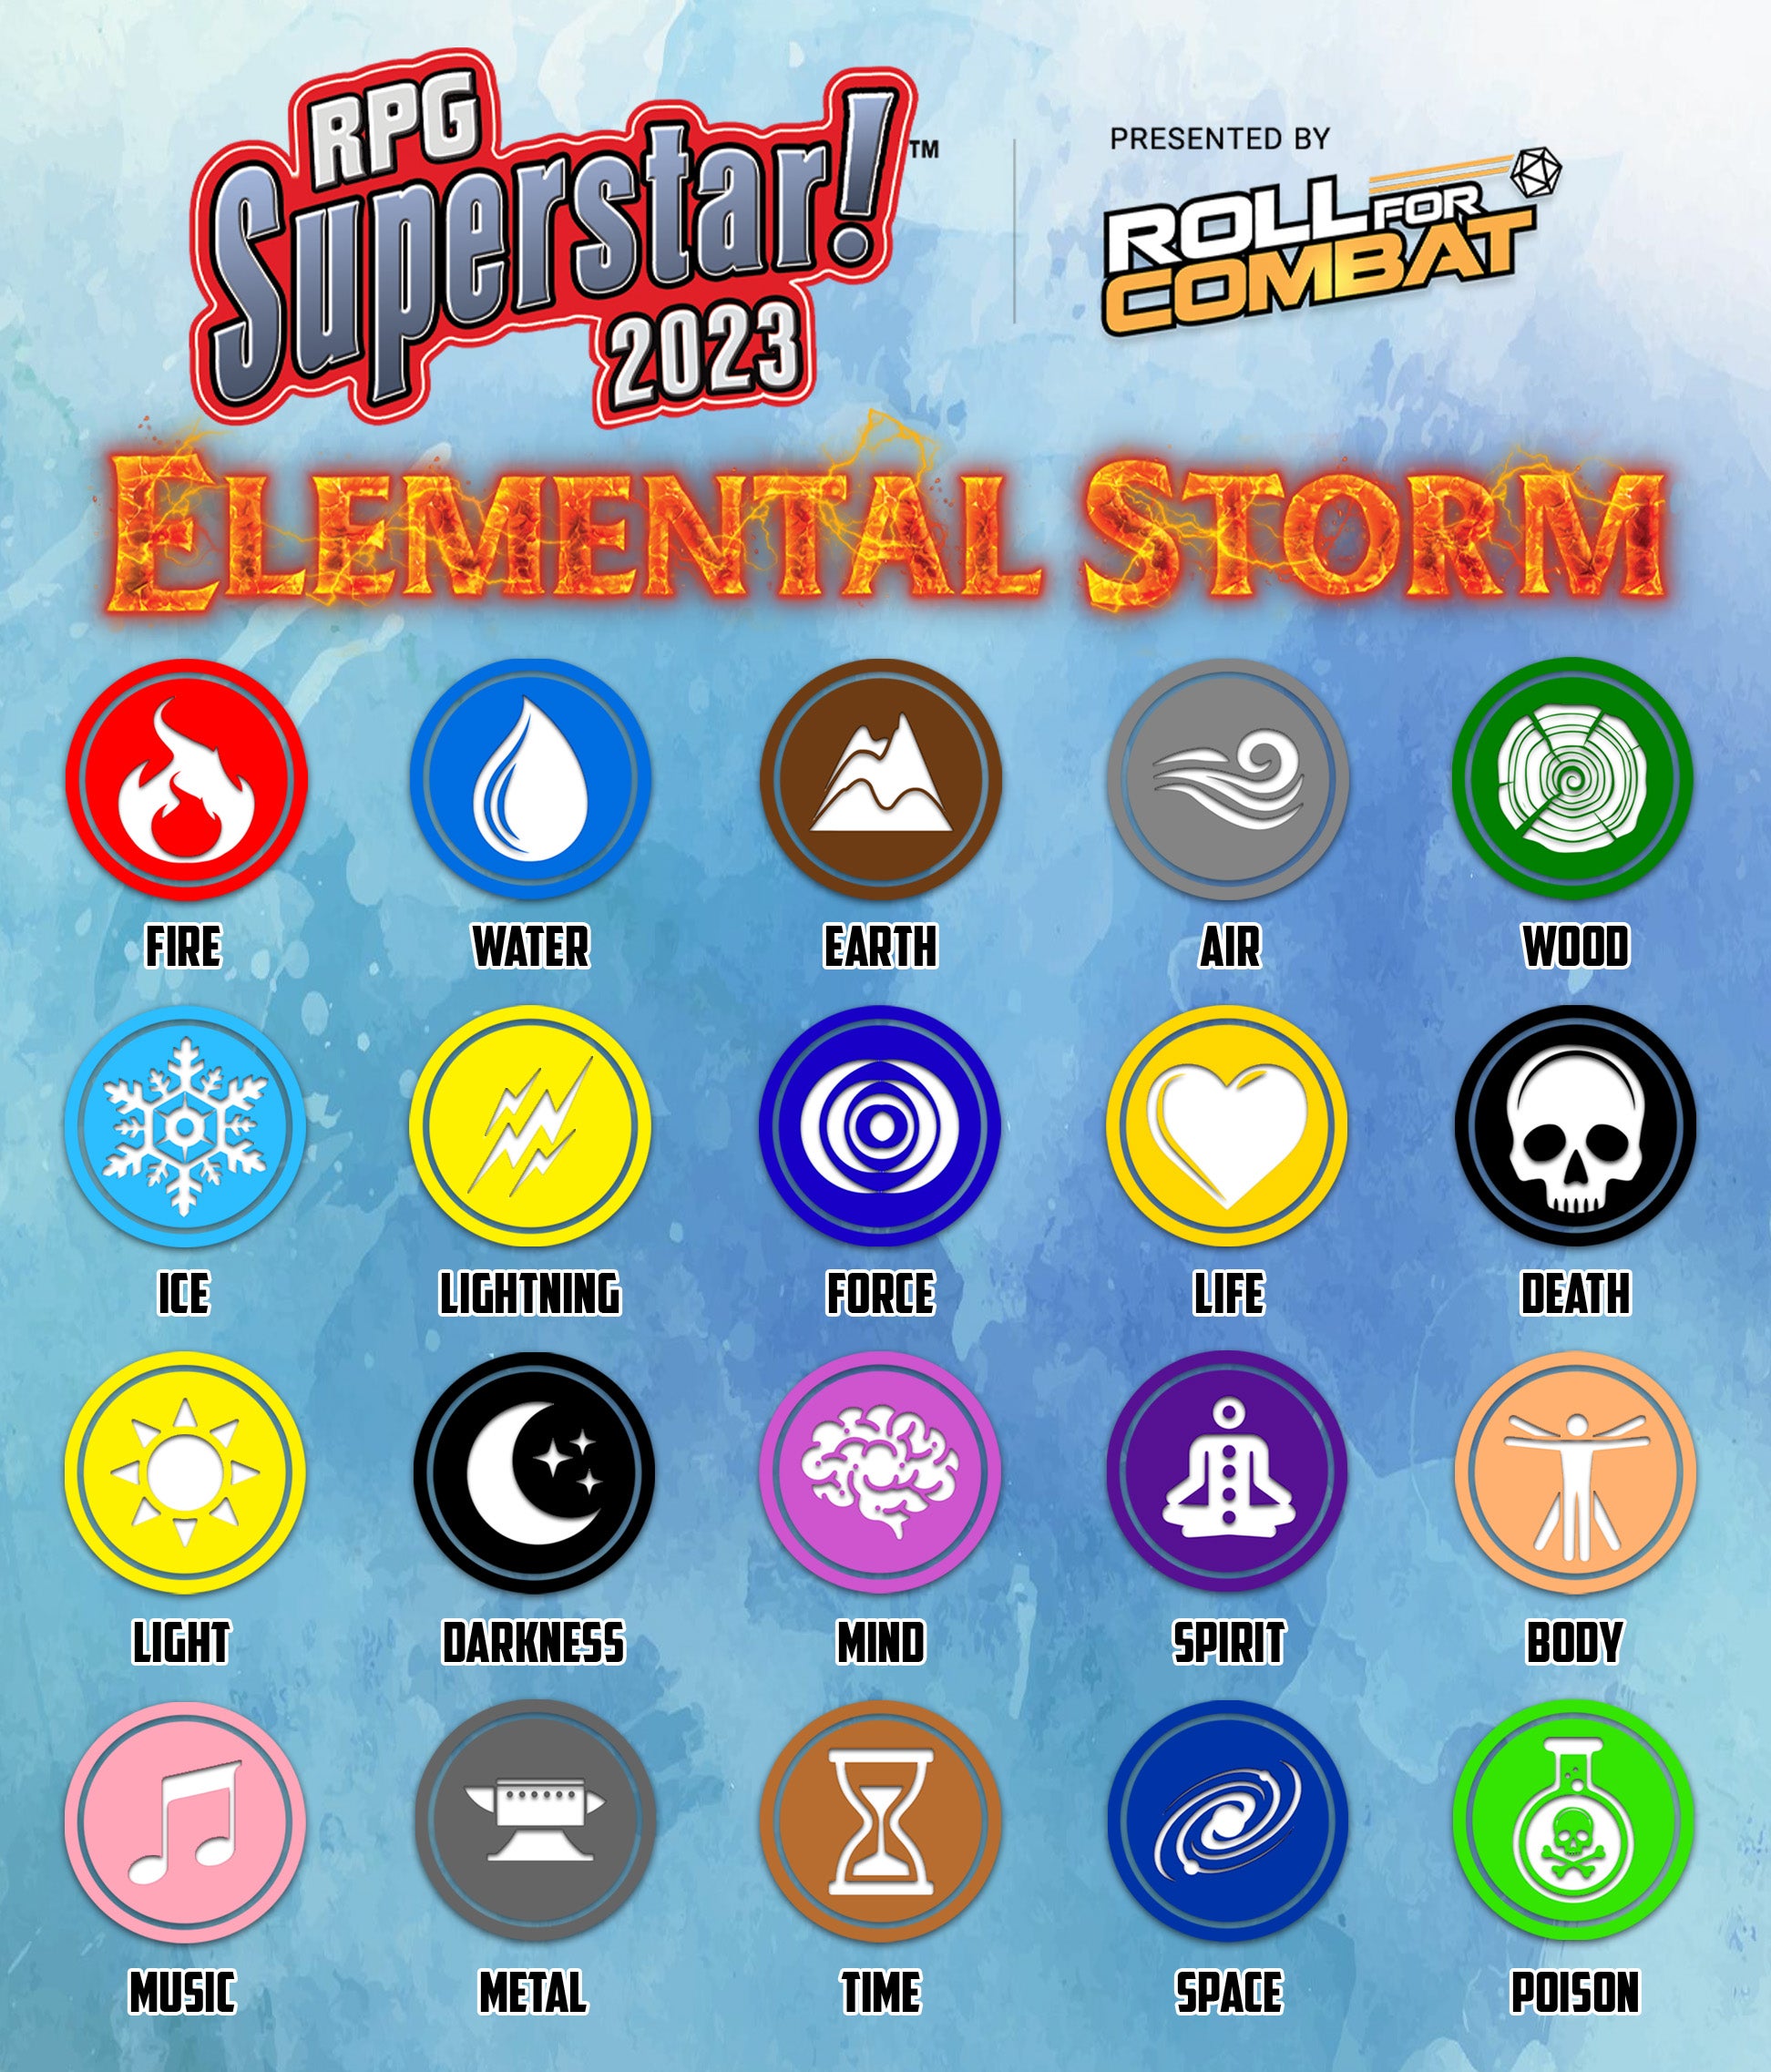 RPG
Superstar!™
2023
PRESENTED BY
ROLL FOR
COMBAT
ELEMENTAL STORM
FIRE
WATER
EARTH
AIR
WOOD
ICE
LIGHTNING
FORCE
LIFE
DEATH
LIGHT
DARKNESS
MIND
SPIRIT
BODY
MUSIC
METAL
TIME
SPACE
POISON